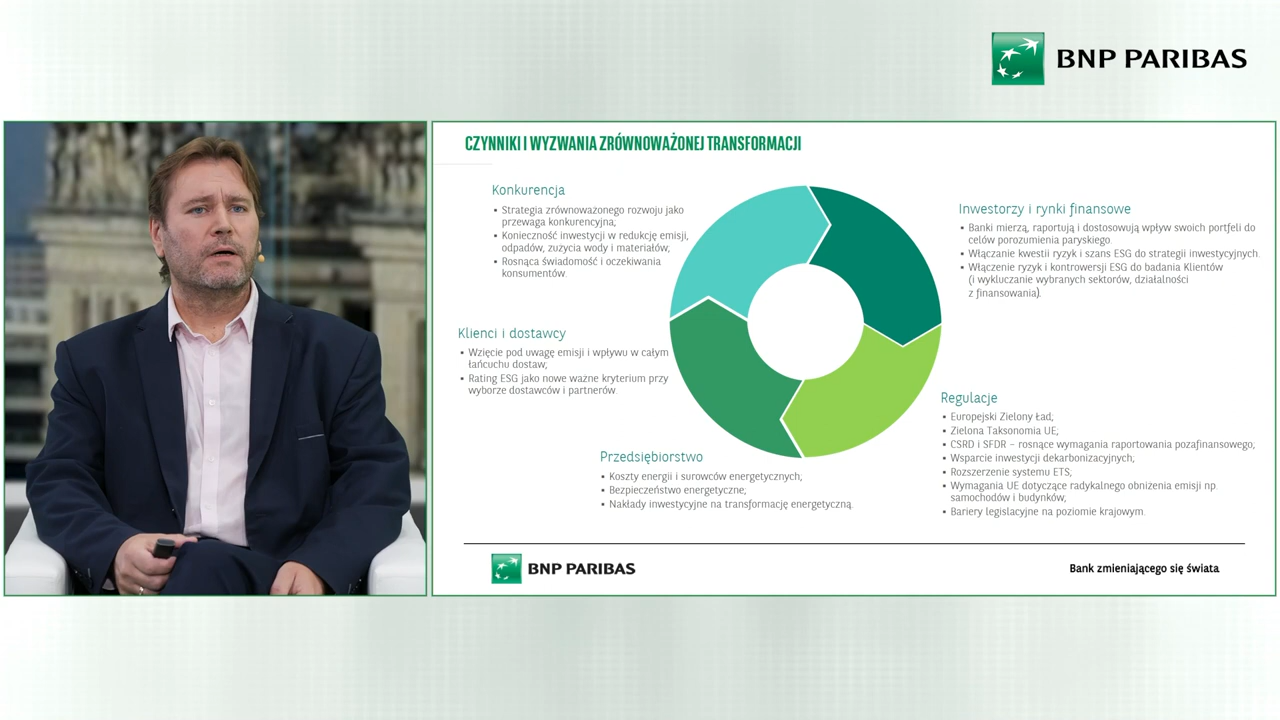 BNP PARIBAS
CZYNNIKI I WYZWANIA ZRÓWNOWAŻONEJ TRANSFORMACJI
Konkurencja
▪ Strategia zrównoważonego rozwoju jako
przewaga konkurencyjna;
▪ Konieczność inwestycji w redukcję emisji,
odpadów, zużycia wody i materiałów;
▪ Rosnąca świadomość i oczekiwania
konsumentów.
Klienci i dostawcy
▪ Wzięcie pod uwagę emisji i wpływu w całym
łańcuchu dostaw;
▪ Rating ESG jako nowe ważne kryterium przy
wyborze dostawców i partnerów.
Przedsiębiorstwo
▪ Koszty energii i surowców energetycznych;
▪ Bezpieczeństwo energetyczne;
▪ Nakłady inwestycyjne na transformację energetyczną.
Inwestorzy i rynki finansowe
▪ Banki mierzą, raportują i dostosowują wpływ swoich portfeli do
celów porozumienia paryskiego.
▪ Włączanie kwestii ryzyk i szans ESG do strategii inwestycyjnych.
▪ Włączenie ryzyk i kontrowersji ESG do badania Klientów
(i wykluczanie wybranych sektorów, działalności
z finansowania).
Regulacje
▪ Europejski Zielony Ład;
▪ Zielona Taksonomia UE;
▪ CSRD i SFDR – rosnące wymagania raportowania pozafinansowego;
▪ Wsparcie inwestycji dekarbonizacyjnych;
▪ Rozszerzenie systemu ETS;
▪ Wymagania UE dotyczące radykalnego obniżenia emisji np.
samochodów i budynków;
▪ Bariery legislacyjne na poziomie krajowym.
BNP PARIBAS
Bank zmieniającego się świata